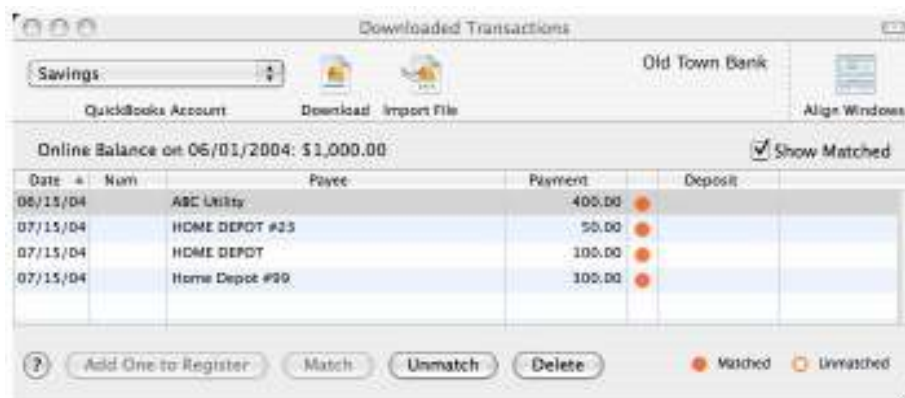 Downloaded Transactions
Savings
Old Town Bank
QuickBooks Account Download Import File Align Windows
Online Balance on 06/01/2004: $1,000.00 Show Matched
Date Num Payee Payment Deposit
06/15/04 ABC Utility 400.00
07/15/04 HOME DEPOT #23 50.00
07/15/04 HOME DEPOT 100.00
07/15/04 Home Depot #99 300.00
? Add One to Register Match Unmatch Delete Matched Unmatched